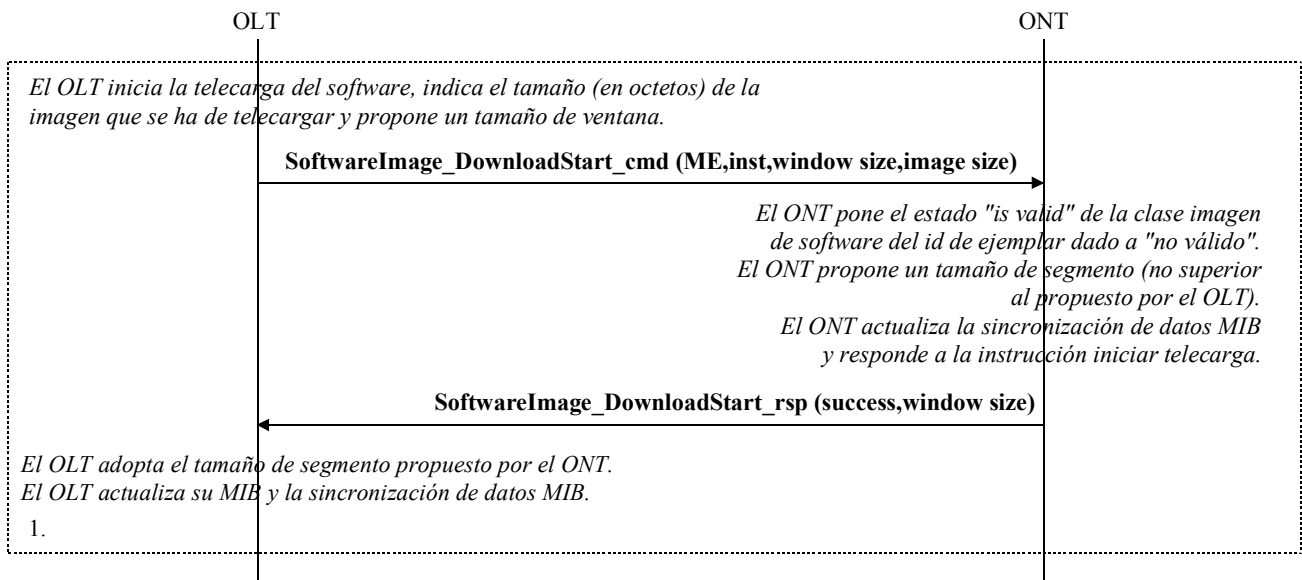 OLT
ONT
El OLT inicia la telecarga del software, indica el tamaño (en octetos) de la
imagen que se ha de telecargar y propone un tamaño de ventana.
SoftwareImage_DownloadStart_cmd (ME,inst,window size,image size)
El ONT pone el estado "is valid" de la clase imagen
de software del id de ejemplar dado a "no válido".
El ONT propone un tamaño de segmento (no superior
al propuesto por el OLT).
El ONT actualiza la sincronización de datos MIB
y responde a la instrucción iniciar telecarga.
SoftwareImage_DownloadStart_rsp (success,window size)
El OLT adopta el tamaño de segmento propuesto por el ONT.
El OLT actualiza su MIB y la sincronización de datos MIB.
1.